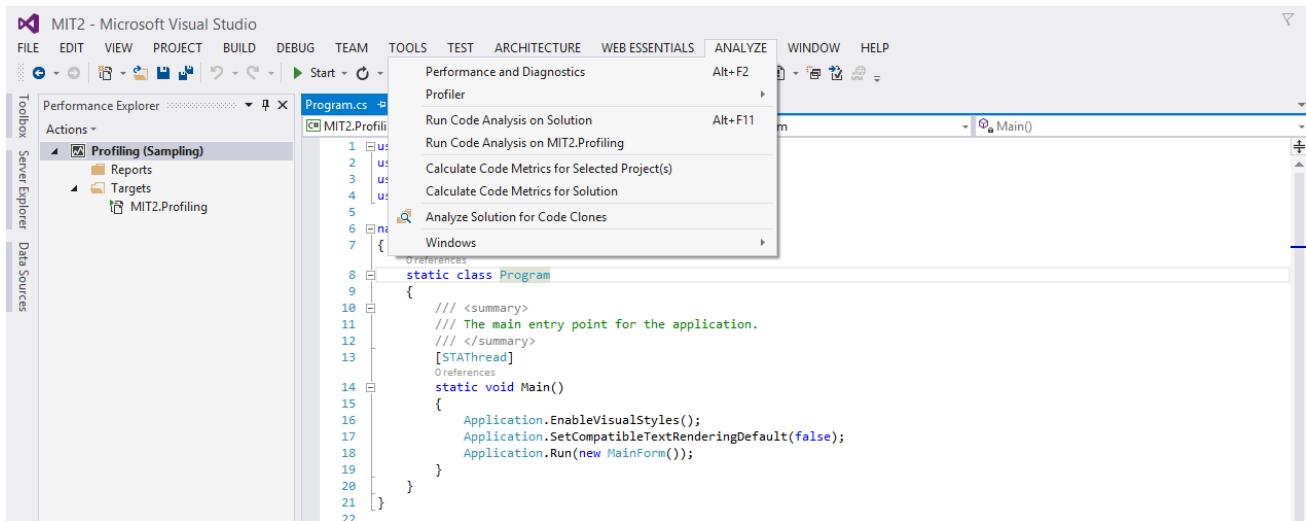 MIT2 - Microsoft Visual Studio
FILE EDIT VIEW PROJECT BUILD DEBUG TEAM TOOLS TEST ARCHITECTURE WEB ESSENTIALS ANALYZE WINDOW HELP
Start
Performance and Diagnostics Alt+F2
Profiler
Run Code Analysis on Solution Alt+F11
Run Code Analysis on MIT2.Profiling
Calculate Code Metrics for Selected Project(s)
Calculate Code Metrics for Solution
Analyze Solution for Code Clones
Windows
Toolbox
Server Explorer
Data Sources
Performance Explorer
Actions
Profiling (Sampling)
Reports
Targets
MIT2.Profiling
Program.cs
MIT2.Profili
Main()
1 us
2 us
3 us
4 us
5
6 na
7 {
0 references
8 static class Program
9 {
10 /// <summary>
11 /// The main entry point for the application.
12 /// </summary>
13 [STAThread]
0 references
14 static void Main()
15 {
16 Application.EnableVisualStyles();
17 Application.SetCompatibleTextRenderingDefault(false);
18 Application.Run(new MainForm());
19 }
20 }
21 }
22